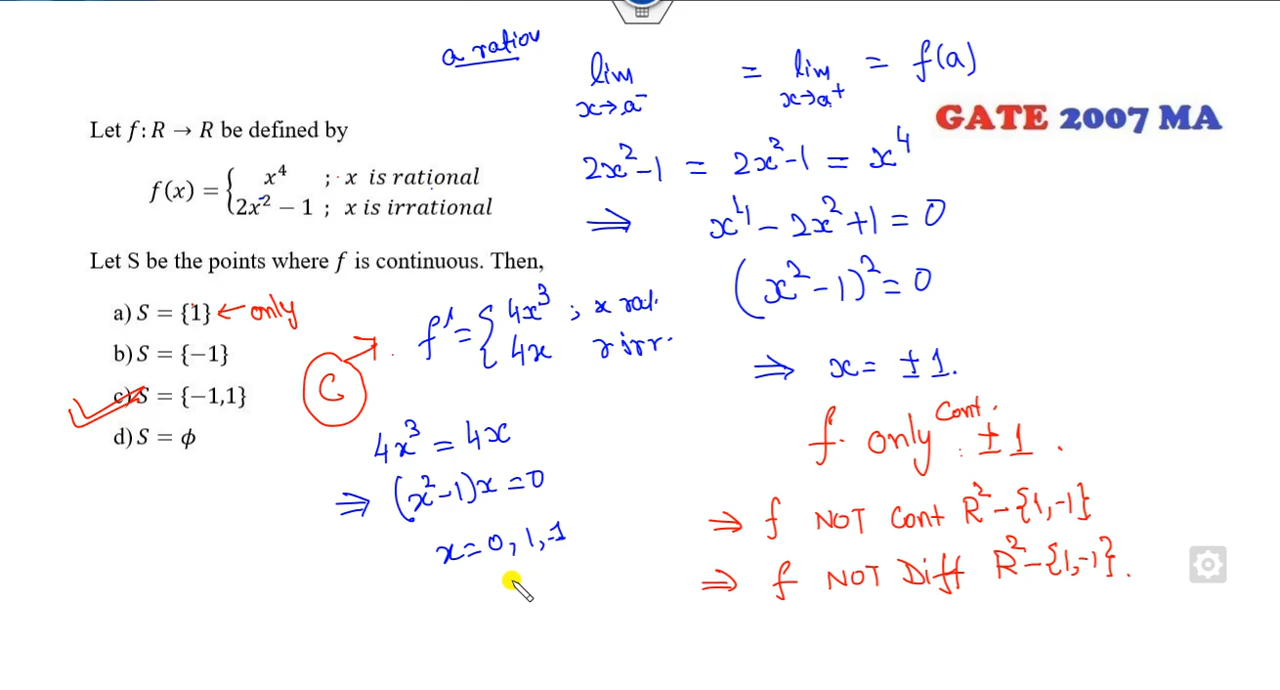 a ration
lim x→a⁻ = lim x→a⁺ = f(a)
GATE 2007 MA
Let f: R → R be defined by
f(x) = { x⁴ ; x is rational
2x² − 1 ; x is irrational
2x²-1 = 2x²-1 = x⁴
⇒ x⁴ - 2x² + 1 = 0
(x²-1)² = 0
⇒ x = ±1.
Let S be the points where f is continuous. Then,
a) S = {1} ← only
b) S = {−1}
c) S = {−1,1}
d) S = ϕ
C
f' = { 4x³ ; x rat.
4x x irr.
4x³ = 4x
⇒ (x²-1)x = 0
x = 0, 1, -1
f. only Cont. ±1.
⇒ f NOT Cont R²-{1,-1}
⇒ f NOT Diff R²-{1,-1}.